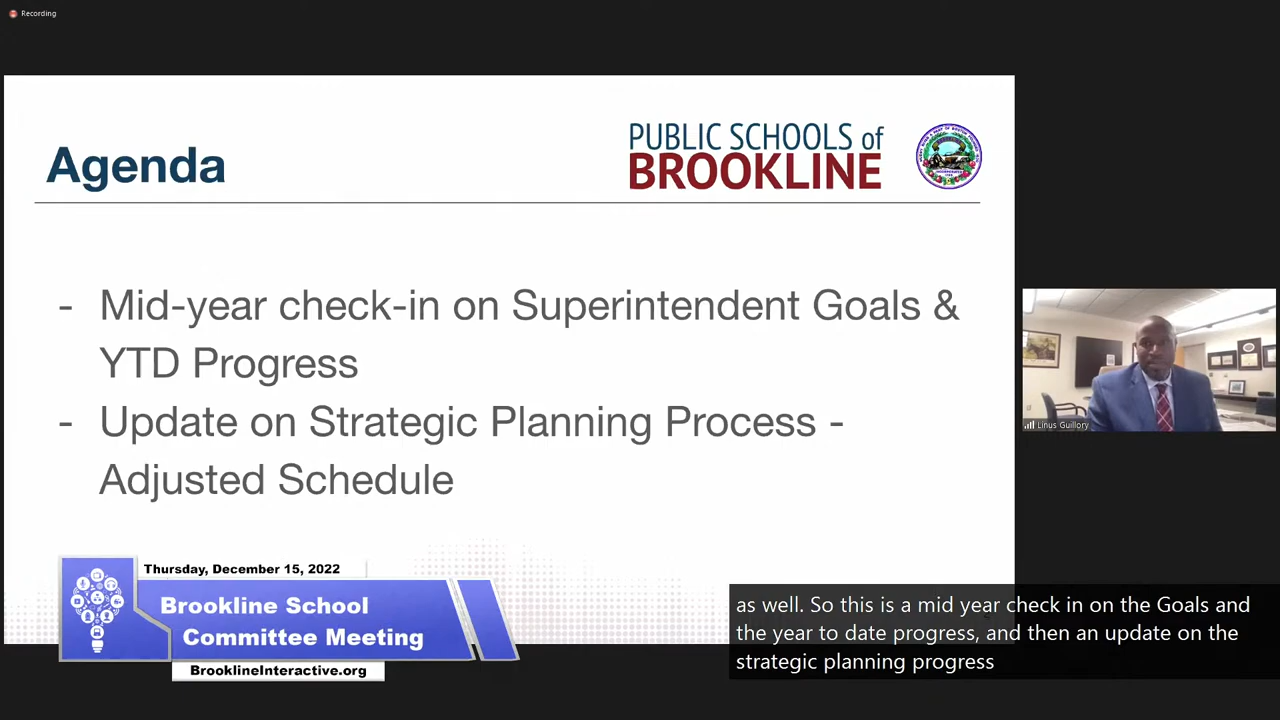 Recording
Agenda
PUBLIC SCHOOLS of
BROOKLINE
- Mid-year check-in on Superintendent Goals &
YTD Progress
- Update on Strategic Planning Process -
Adjusted Schedule
Linus Guillory
Thursday, December 15, 2022
Brookline School
Committee Meeting
BrooklineInteractive.org
as well. So this is a mid year check in on the Goals and
the year to date progress, and then an update on the
strategic planning progress